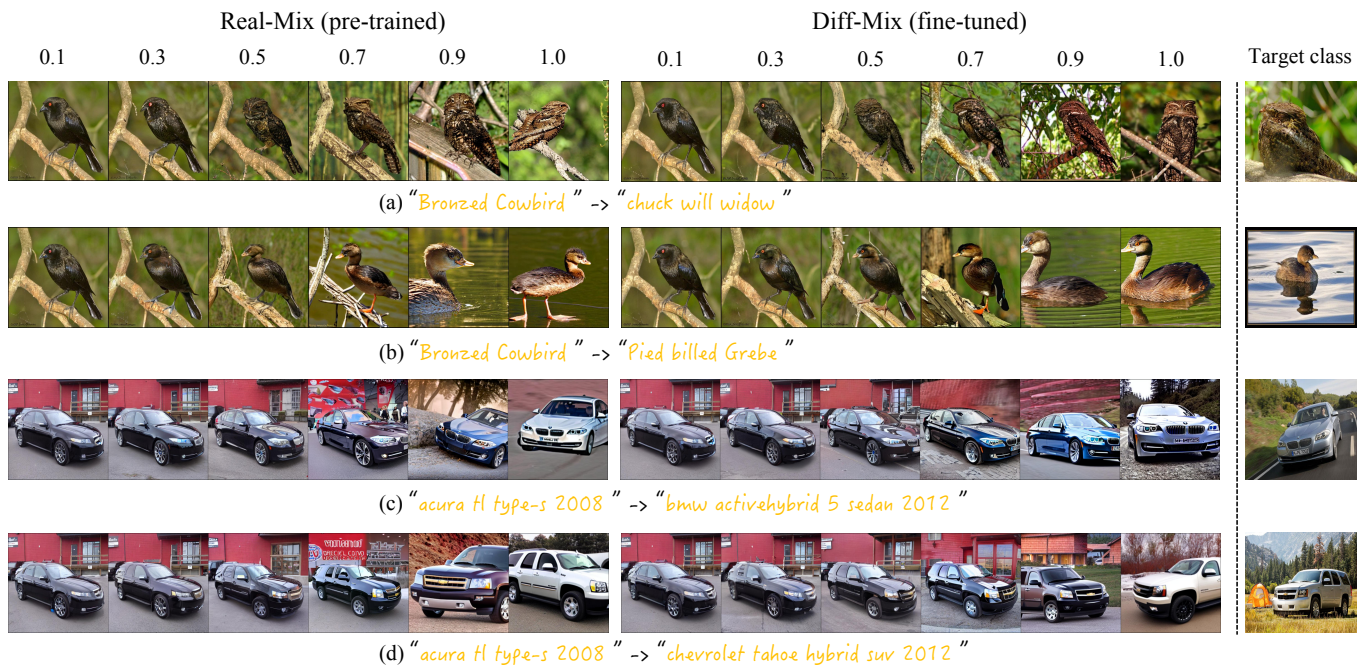 Real-Mix (pre-trained) Diff-Mix (fine-tuned)
0.1 0.3 0.5 0.7 0.9 1.0 0.1 0.3 0.5 0.7 0.9 1.0 Target class
(a) “Bronzed Cowbird ” -> “chuck will widow ”
(b) “Bronzed Cowbird ” -> “Pied billed Grebe ”
(c) “acura tl type-s 2008 ” -> “bmw activehybrid 5 sedan 2012 ”
(d) “acura tl type-s 2008 ” -> “chevrolet tahoe hybrid suv 2012 ”